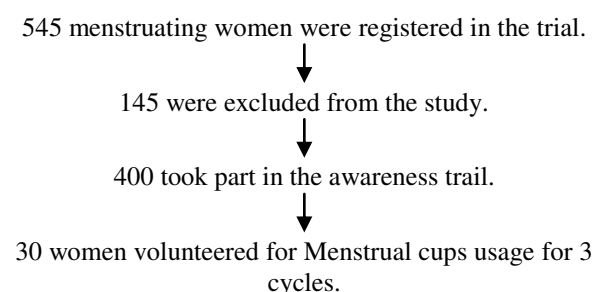 545 menstruating women were registered in the trial.
145 were excluded from the study.
400 took part in the awareness trail.
30 women volunteered for Menstrual cups usage for 3
cycles.